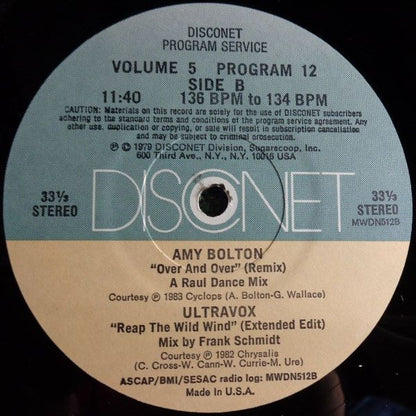 DISCONET
PROGRAM SERVICE
VOLUME 5 PROGRAM 12
SIDE B
11:40 136 BPM to 134 BPM
CAUTION: Materials on this record are solely for the use of DISCONET subscribers
adhering to the standard terms and conditions of the program service agreement. Any
other use, duplication or copying, or sale will result in subscription cancellation
and may be subject to criminal prosecution.
℗ © 1979 DISCONET Division, Sugarscoop, Inc.
600 Third Ave., N.Y., N.Y. 10016 USA
33⅓ STEREO
DISCONET
33⅓ STEREO
MWDN512B
AMY BOLTON
“Over And Over” (Remix)
A Raul Dance Mix
Courtesy ℗ 1983 Cyclops (A. Bolton-G. Wallace)
ULTRAVOX
“Reap The Wild Wind” (Extended Edit)
Mix by Frank Schmidt
Courtesy ℗ 1982 Chrysalis
(C. Cross-W. Cann-W. Currie-M. Ure)
ASCAP/BMI/SESAC radio log: MWDN512B
Made in U.S.A.